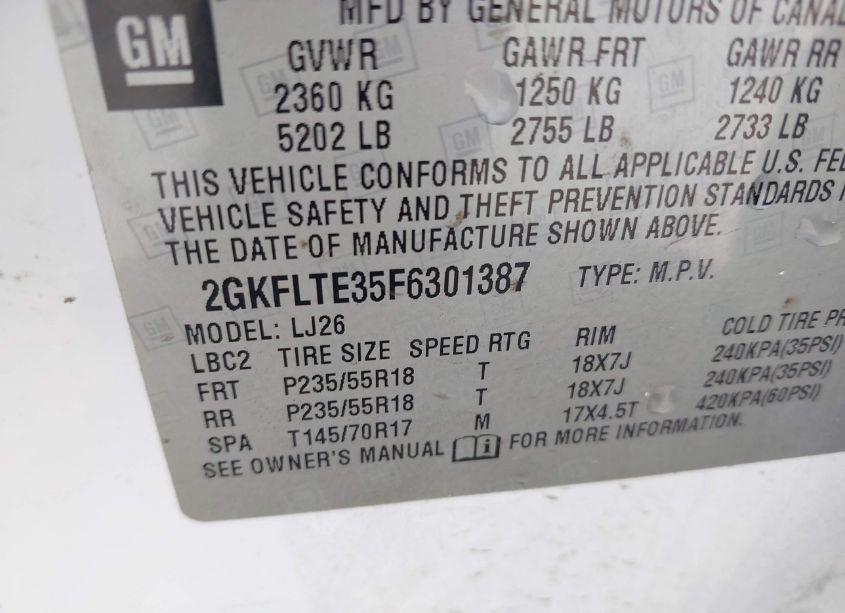 MFD BY GENERAL MOTORS OF CANAD
GM
GVWR GAWR FRT GAWR RR
2360 KG 1250 KG 1240 KG
5202 LB 2755 LB 2733 LB
THIS VEHICLE CONFORMS TO ALL APPLICABLE U.S. FED
VEHICLE SAFETY AND THEFT PREVENTION STANDARDS
THE DATE OF MANUFACTURE SHOWN ABOVE.
2GKFLTE35F6301387 TYPE: M.P.V.
MODEL: LJ26
LBC2 TIRE SIZE SPEED RTG RIM COLD TIRE PR
FRT P235/55R18 T 18X7J 240KPA(35PSI)
RR P235/55R18 T 18X7J 240KPA(35PSI)
SPA T145/70R17 M 17X4.5T 420KPA(60PSI)
SEE OWNER'S MANUAL FOR MORE INFORMATION.